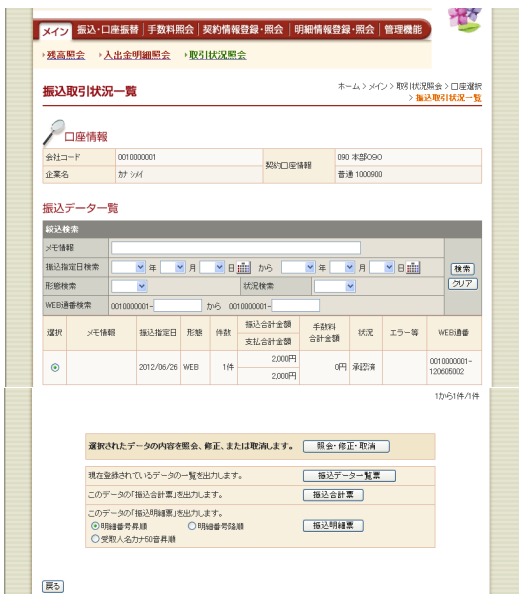 メイン 振込・口座振替 手数料照会 契約情報登録・照会 明細情報登録・照会 管理機能
残高照会 入出金明細照会 取引状況照会
振込取引状況一覧
ホーム > メイン > 取引状況照会 > 口座選択
> 振込取引状況一覧
口座情報
会社コード 0010000001 契約口座情報 090 本部090
企業名 カナ シメイ 普通 1000900
振込データ一覧
絞込検索
メモ情報
振込指定日検索 年 月 日 から 年 月 日 検索
形態検索 状況検索 クリア
WEB通番検索 0010000001- から 0010000001-
選択 メモ情報 振込指定日 形態 件数 振込合計金額 手数料合計金額 状況 エラー等 WEB通番
支払合計金額
2012/06/26 WEB 1件 2,000円 0円 承認済 0010000001-
2,000円 120605002
1から1件/1件
選択されたデータの内容を照会、修正、または取消します。 照会・修正・取消
現在登録されているデータの一覧を出力します。 振込データ一覧票
このデータの「振込合計票」を出力します。 振込合計票
このデータの「振込明細票」を出力します。
明細番号昇順 明細番号降順 振込明細票
受取人名カナ50音昇順
戻る